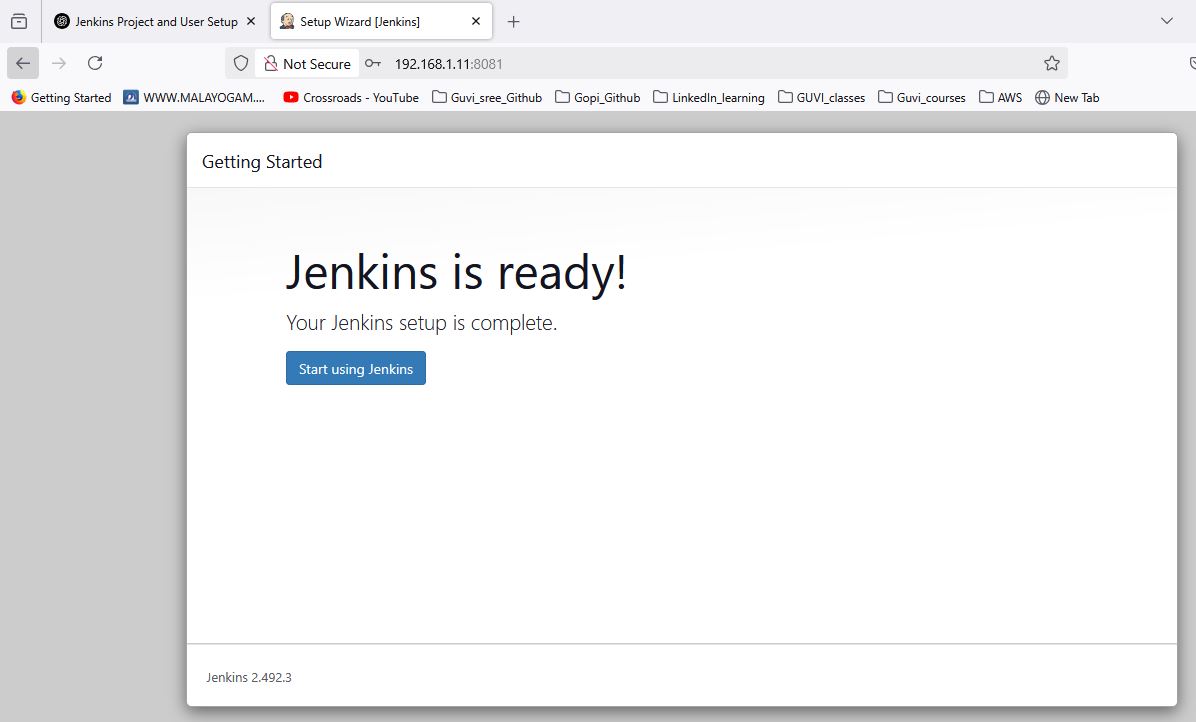 Jenkins Project and User Setup
Setup Wizard [Jenkins]
Not Secure 192.168.1.11:8081
Getting Started WWW.MALAYOGAM.... Crossroads - YouTube Guvi_sree_Github Gopi_Github LinkedIn_learning GUVI_classes Guvi_courses AWS New Tab
Getting Started
Jenkins is ready!
Your Jenkins setup is complete.
Start using Jenkins
Jenkins 2.492.3